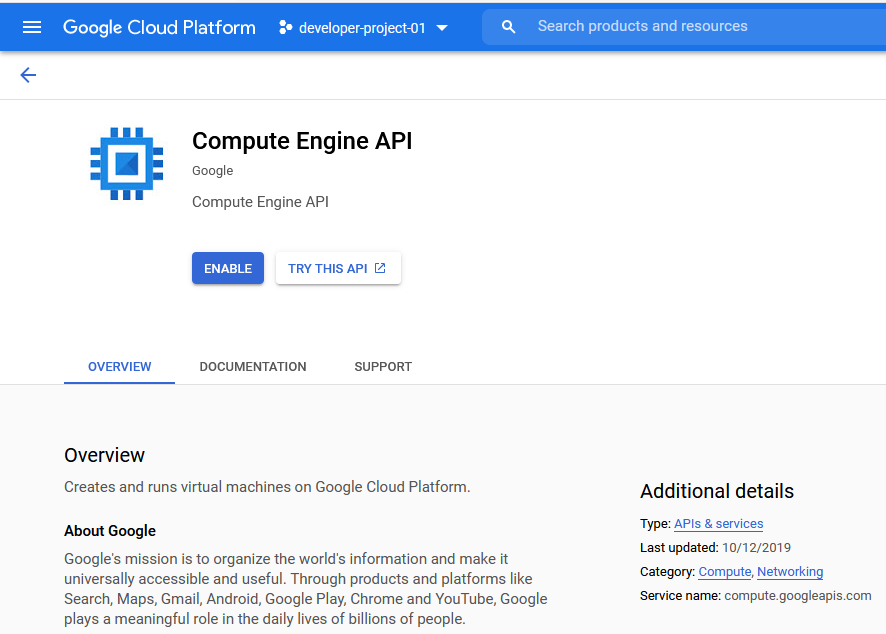 Google Cloud Platform developer-project-01 Search products and resources
Compute Engine API
Google
Compute Engine API
ENABLE TRY THIS API
OVERVIEW DOCUMENTATION SUPPORT
Overview
Creates and runs virtual machines on Google Cloud Platform.
About Google
Google's mission is to organize the world's information and make it
universally accessible and useful. Through products and platforms like
Search, Maps, Gmail, Android, Google Play, Chrome and YouTube, Google
plays a meaningful role in the daily lives of billions of people.
Additional details
Type: APIs & services
Last updated: 10/12/2019
Category: Compute, Networking
Service name: compute.googleapis.com